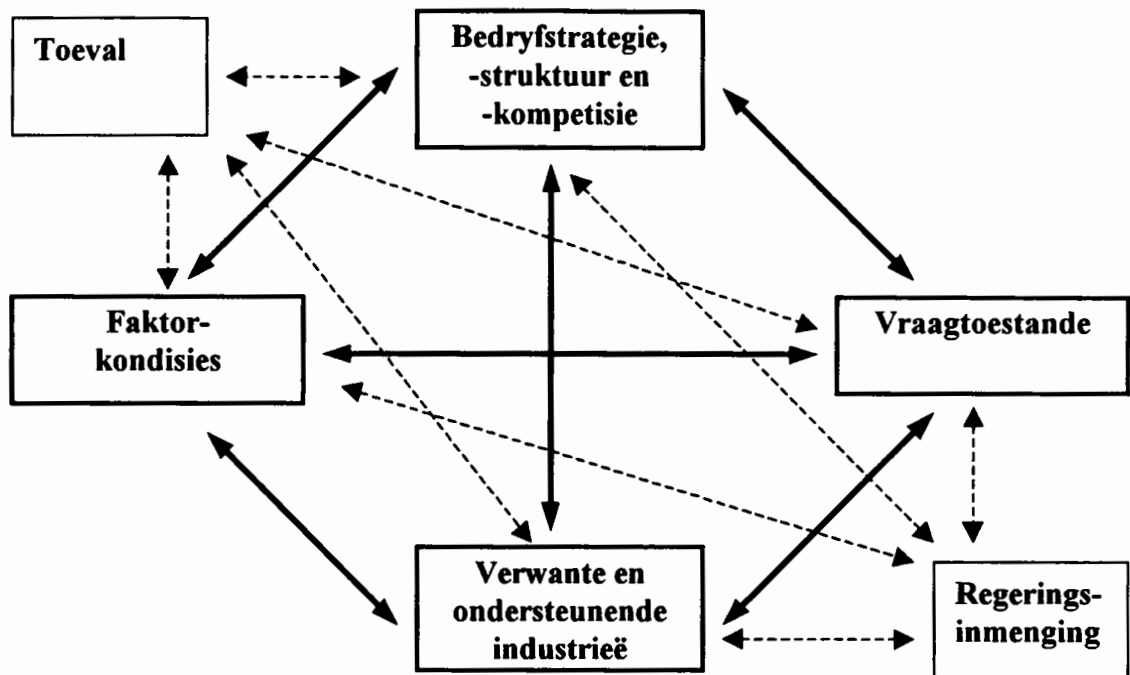 Toeval
Bedryfstrategie,
-struktuur en
-kompetisie
Faktor-
kondisies
Vraagtoestande
Verwante en
ondersteunende
industrieë
Regerings-
inmenging